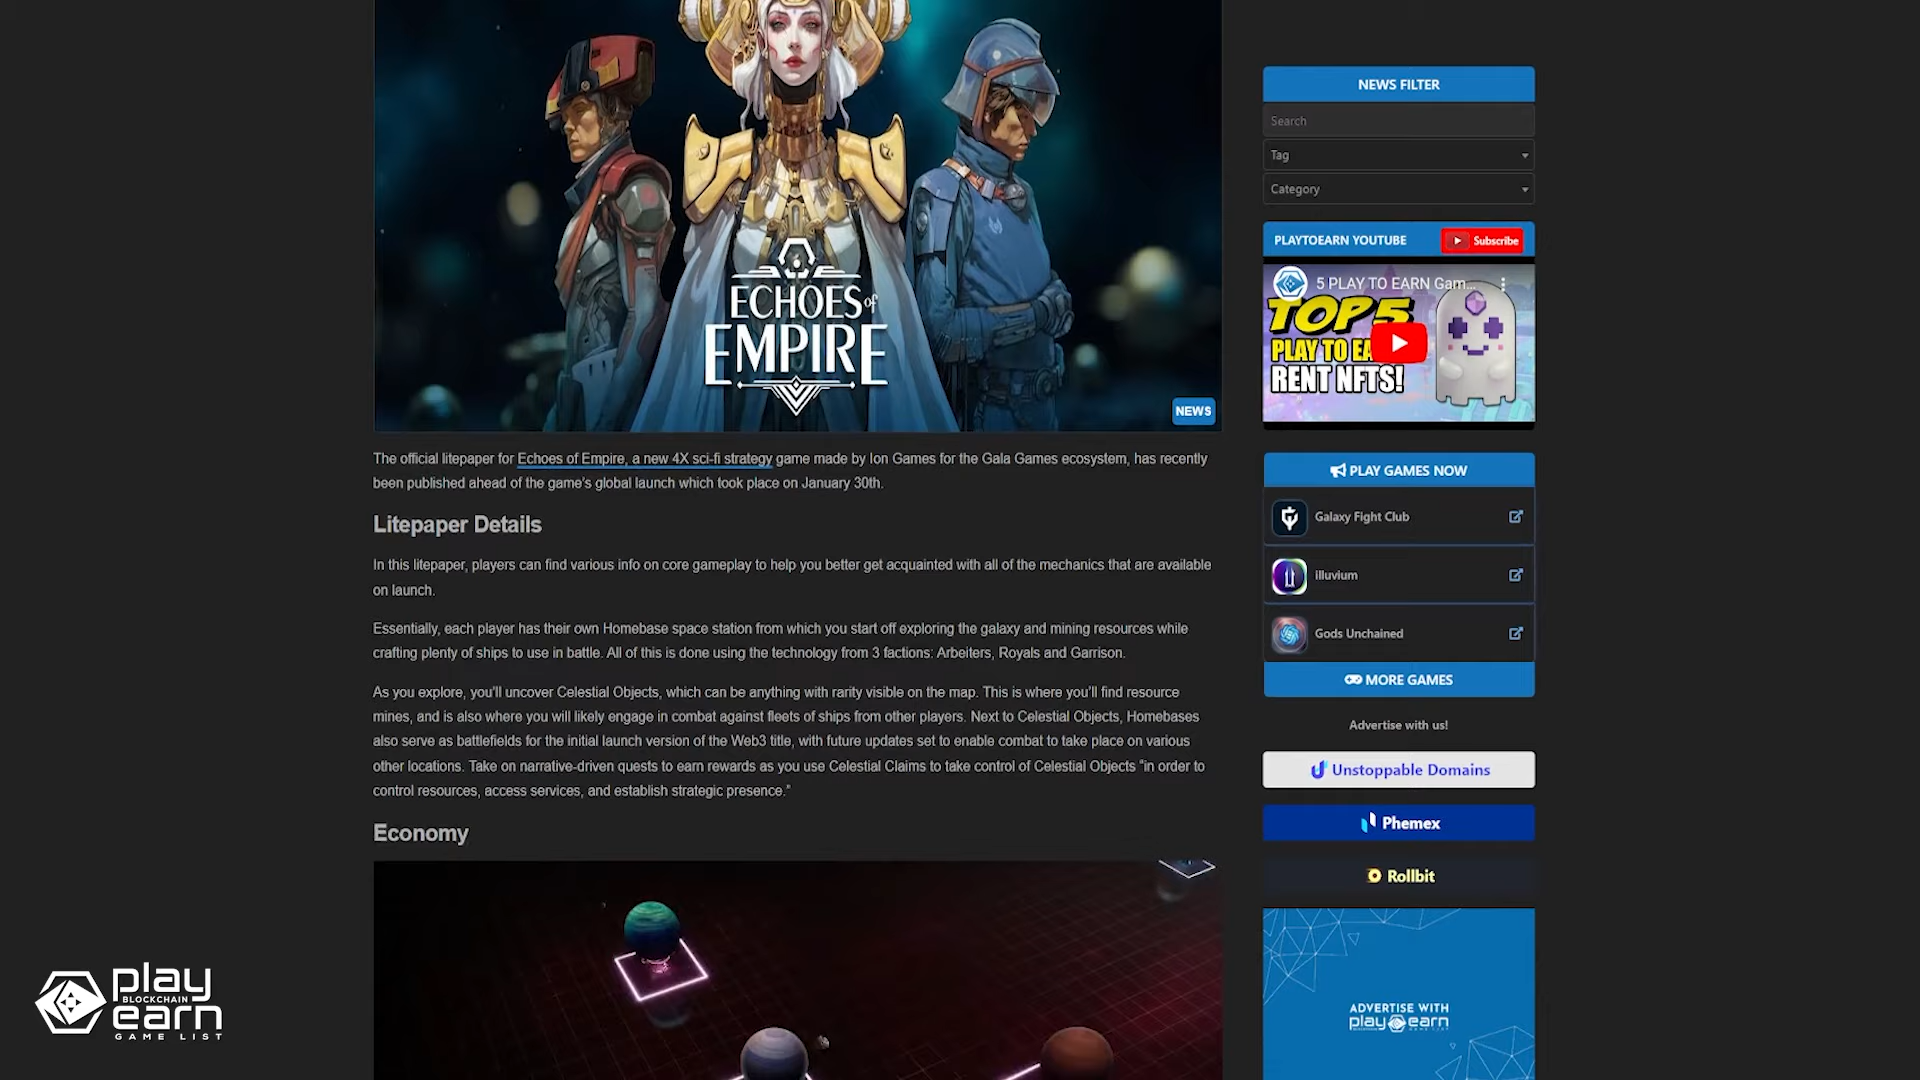 ECHOES of
EMPIRE
NEWS
The official litepaper for Echoes of Empire, a new 4X sci-fi strategy game made by Ion Games for the Gala Games ecosystem, has recently
been published ahead of the game's global launch which took place on January 30th.
Litepaper Details
In this litepaper, players can find various info on core gameplay to help you better get acquainted with all of the mechanics that are available
on launch.
Essentially, each player has their own Homebase space station from which you start off exploring the galaxy and mining resources while
crafting plenty of ships to use in battle. All of this is done using the technology from 3 factions: Arbeiters, Royals and Garrison.
As you explore, you'll uncover Celestial Objects, which can be anything with rarity visible on the map. This is where you'll find resource
mines, and is also where you will likely engage in combat against fleets of ships from other players. Next to Celestial Objects, Homebases
also serve as battlefields for the initial launch version of the Web3 title, with future updates set to enable combat to take place on various
other locations. Take on narrative-driven quests to earn rewards as you use Celestial Claims to take control of Celestial Objects "in order to
control resources, access services, and establish strategic presence."
Economy
NEWS FILTER
Search
Tag
Category
PLAYTOEARN YOUTUBE
Subscribe
5 PLAY TO EARN Gam...
TOP 5
PLAY TO EA
RENT NFTS!
PLAY GAMES NOW
Galaxy Fight Club
illuvium
Gods Unchained
MORE GAMES
Advertise with us!
Unstoppable Domains
Phemex
Rollbit
ADVERTISE WITH
play earn
play
BLOCKCHAIN
earn
GAME LIST